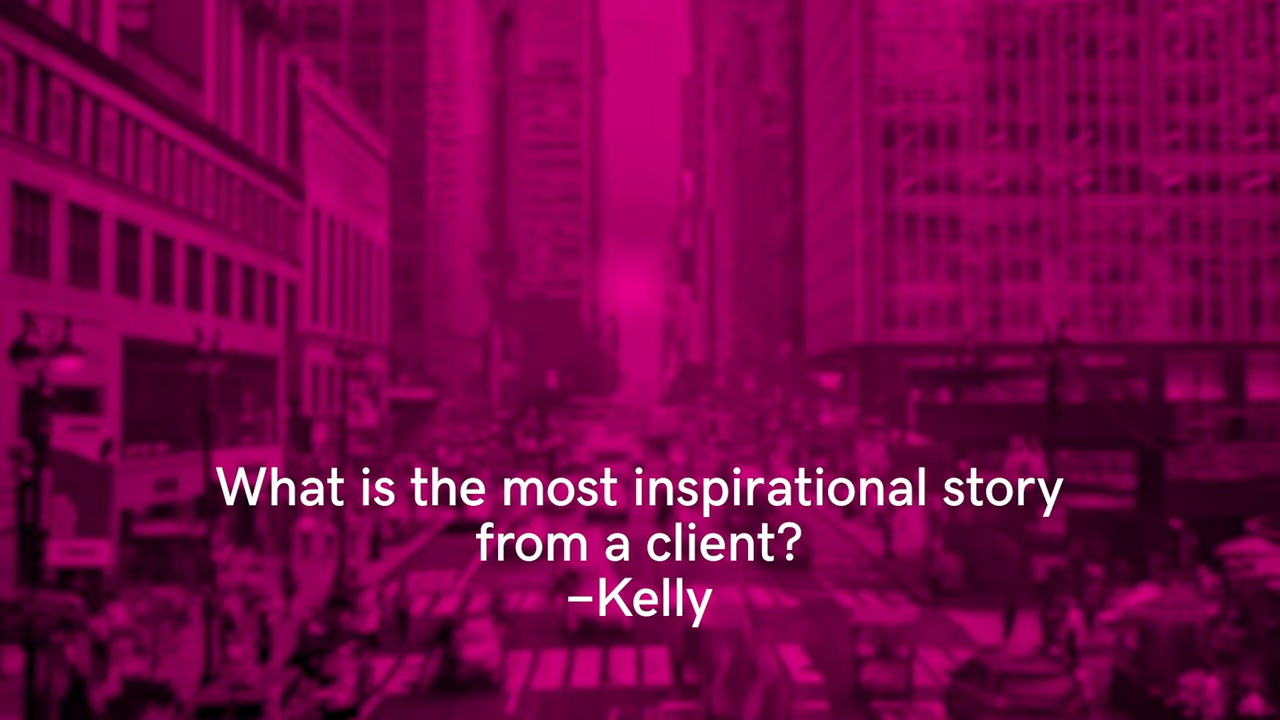 What is the most inspirational story
from a client?
–Kelly